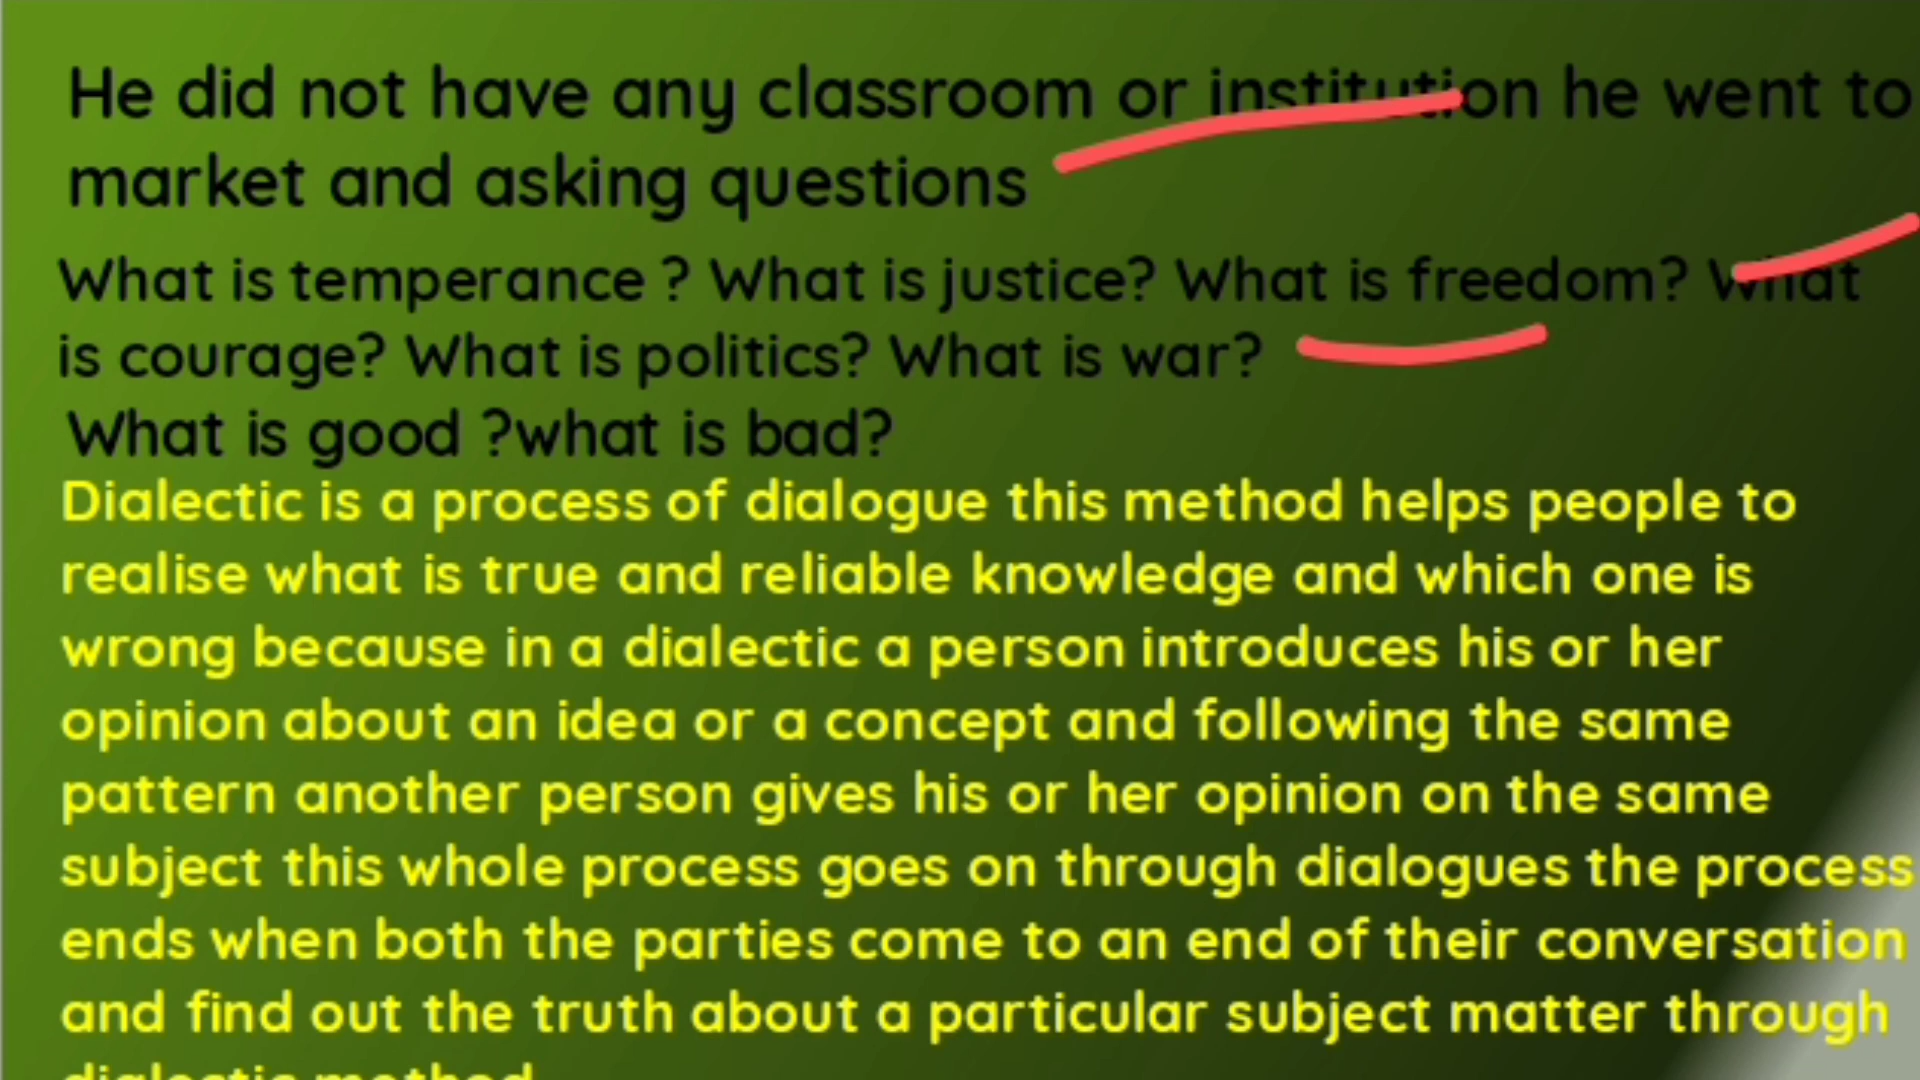 He did not have any classroom or institution he went to
market and asking questions
What is temperance ? What is justice? What is freedom? What
is courage? What is politics? What is war?
What is good ?what is bad?
Dialectic is a process of dialogue this method helps people to
realise what is true and reliable knowledge and which one is
wrong because in a dialectic a person introduces his or her
opinion about an idea or a concept and following the same
pattern another person gives his or her opinion on the same
subject this whole process goes on through dialogues the process
ends when both the parties come to an end of their conversation
and find out the truth about a particular subject matter through
dialectic method